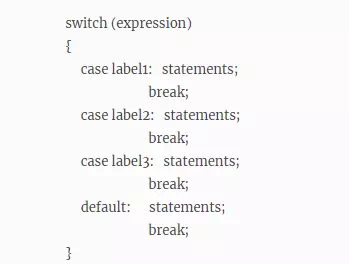 switch (expression)
{
case label1: statements;
break;
case label2: statements;
break;
case label3: statements;
break;
default: statements;
break;
}